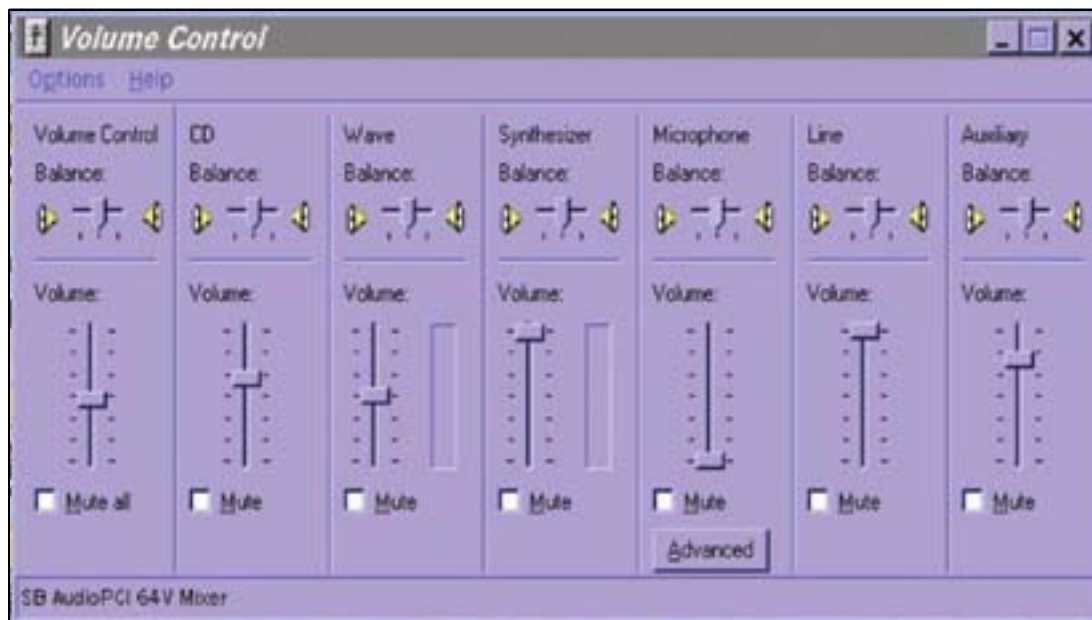 Volume Control
Options Help
Volume Control CD Wave Synthesizer Microphone Line Auxiliary
Balance: Balance: Balance: Balance: Balance: Balance: Balance:
Volume: Volume: Volume: Volume: Volume: Volume: Volume:
Mute all Mute Mute Mute Mute Mute Mute
Advanced
SB AudioPCI 64V Mixer